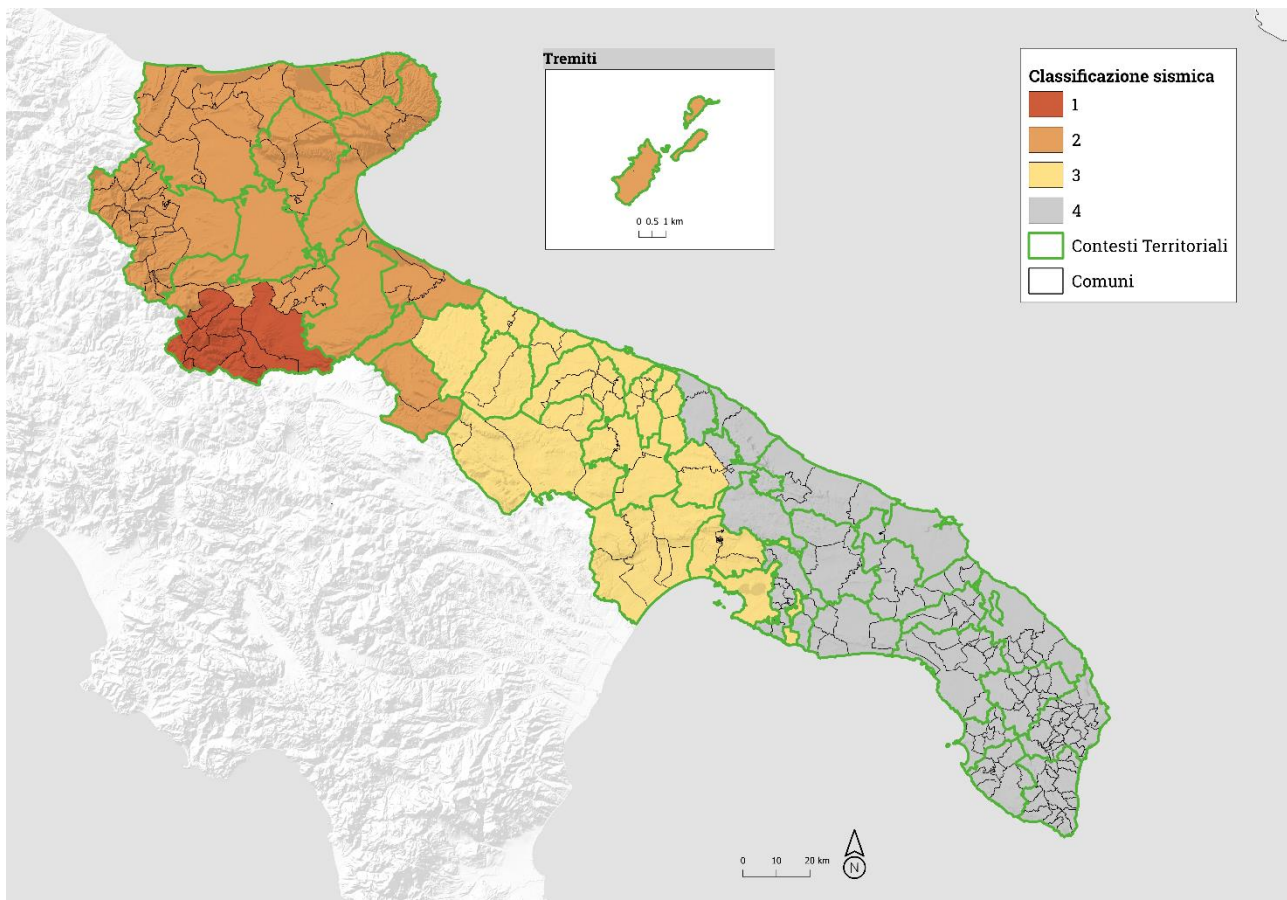 Tremiti
0 0.5 1 km
Classificazione sismica
1
2
3
4
Contesti Territoriali
Comuni
0 10 20 km
N